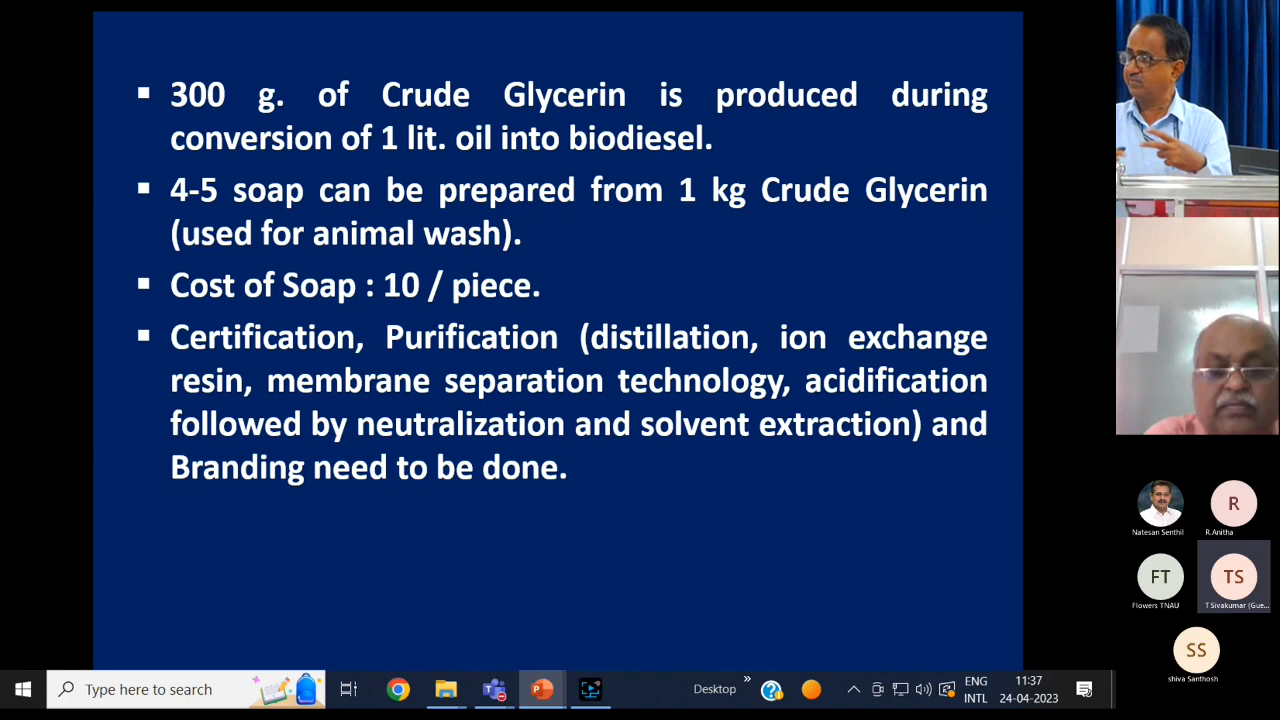 300 g. of Crude Glycerin is produced during
conversion of 1 lit. oil into biodiesel.
4-5 soap can be prepared from 1 kg Crude Glycerin
(used for animal wash).
Cost of Soap : 10 / piece.
Certification, Purification (distillation, ion exchange
resin, membrane separation technology, acidification
followed by neutralization and solvent extraction) and
Branding need to be done.
Natesan Senthil
R
R.Anitha
FT
Flowers TNAU
TS
T Sivakumar (Gue...
SS
shiva Santhosh
Type here to search
Desktop
ENG
INTL
11:37
24-04-2023